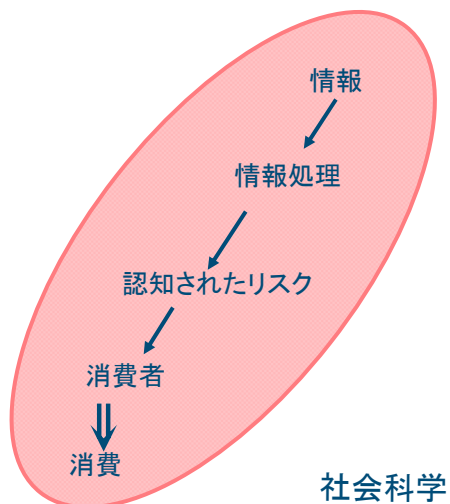 情報
情報処理
認知されたリスク
消費者
消費
社会科学